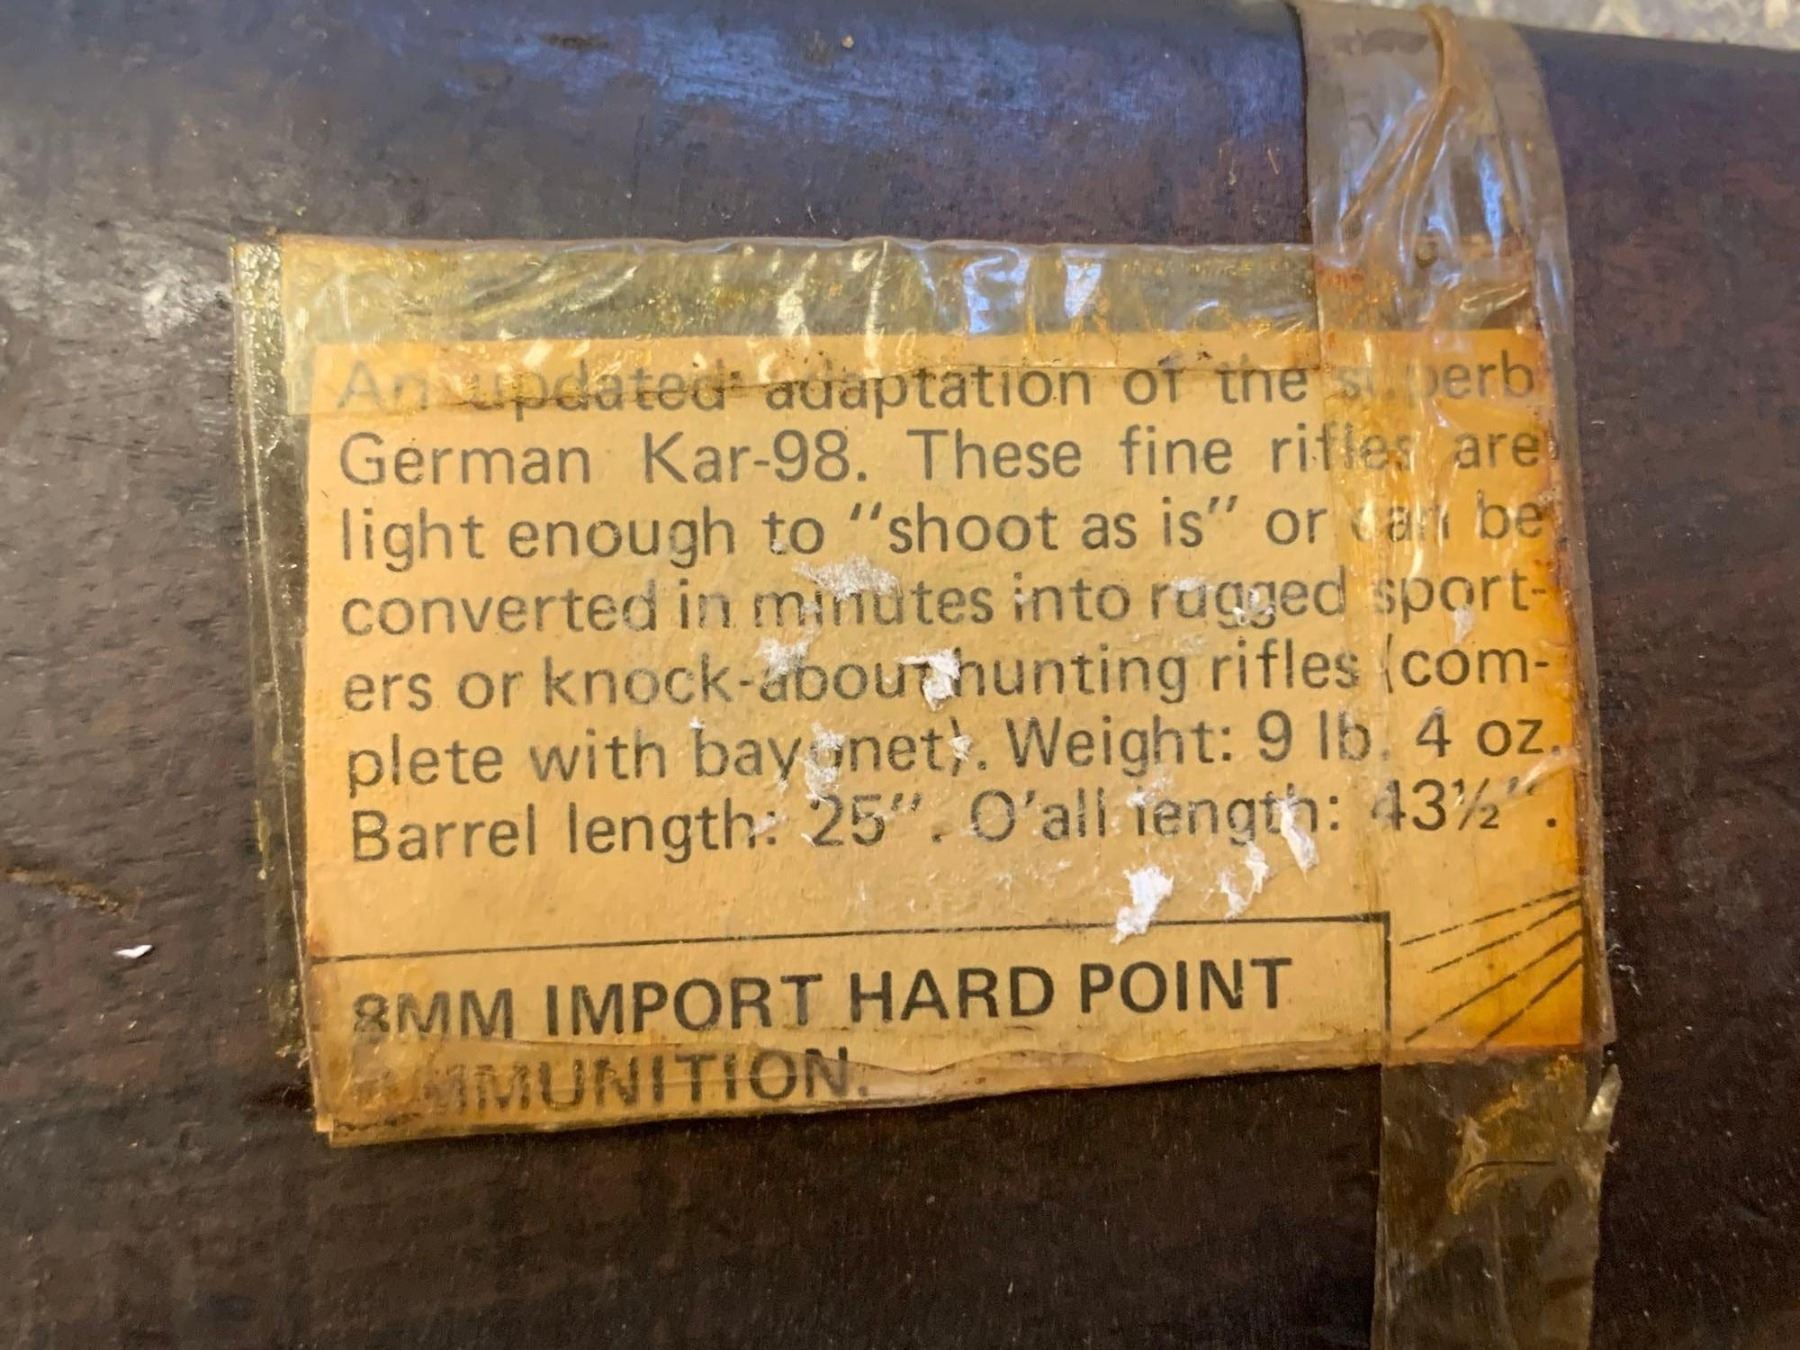 An updated adaptation of the superb
German Kar-98. These fine rifles are
light enough to "shoot as is" or can be
converted in minutes into rugged sport-
ers or knock-about hunting rifles (com-
plete with bayonet). Weight: 9 lb. 4 oz.
Barrel length: 25". O'all length: 43½".
8MM IMPORT HARD POINT
AMMUNITION.